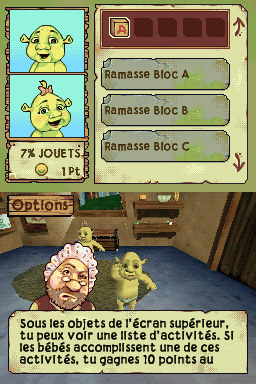 A
Ramasse Bloc A
Ramasse Bloc B
Ramasse Bloc C
7% JOUETS
1 Pt
Options
Sous les objets de l'écran supérieur,
tu peux voir une liste d'activités. Si
les bébés accomplissent une de ces
activités, tu gagnes 10 points au